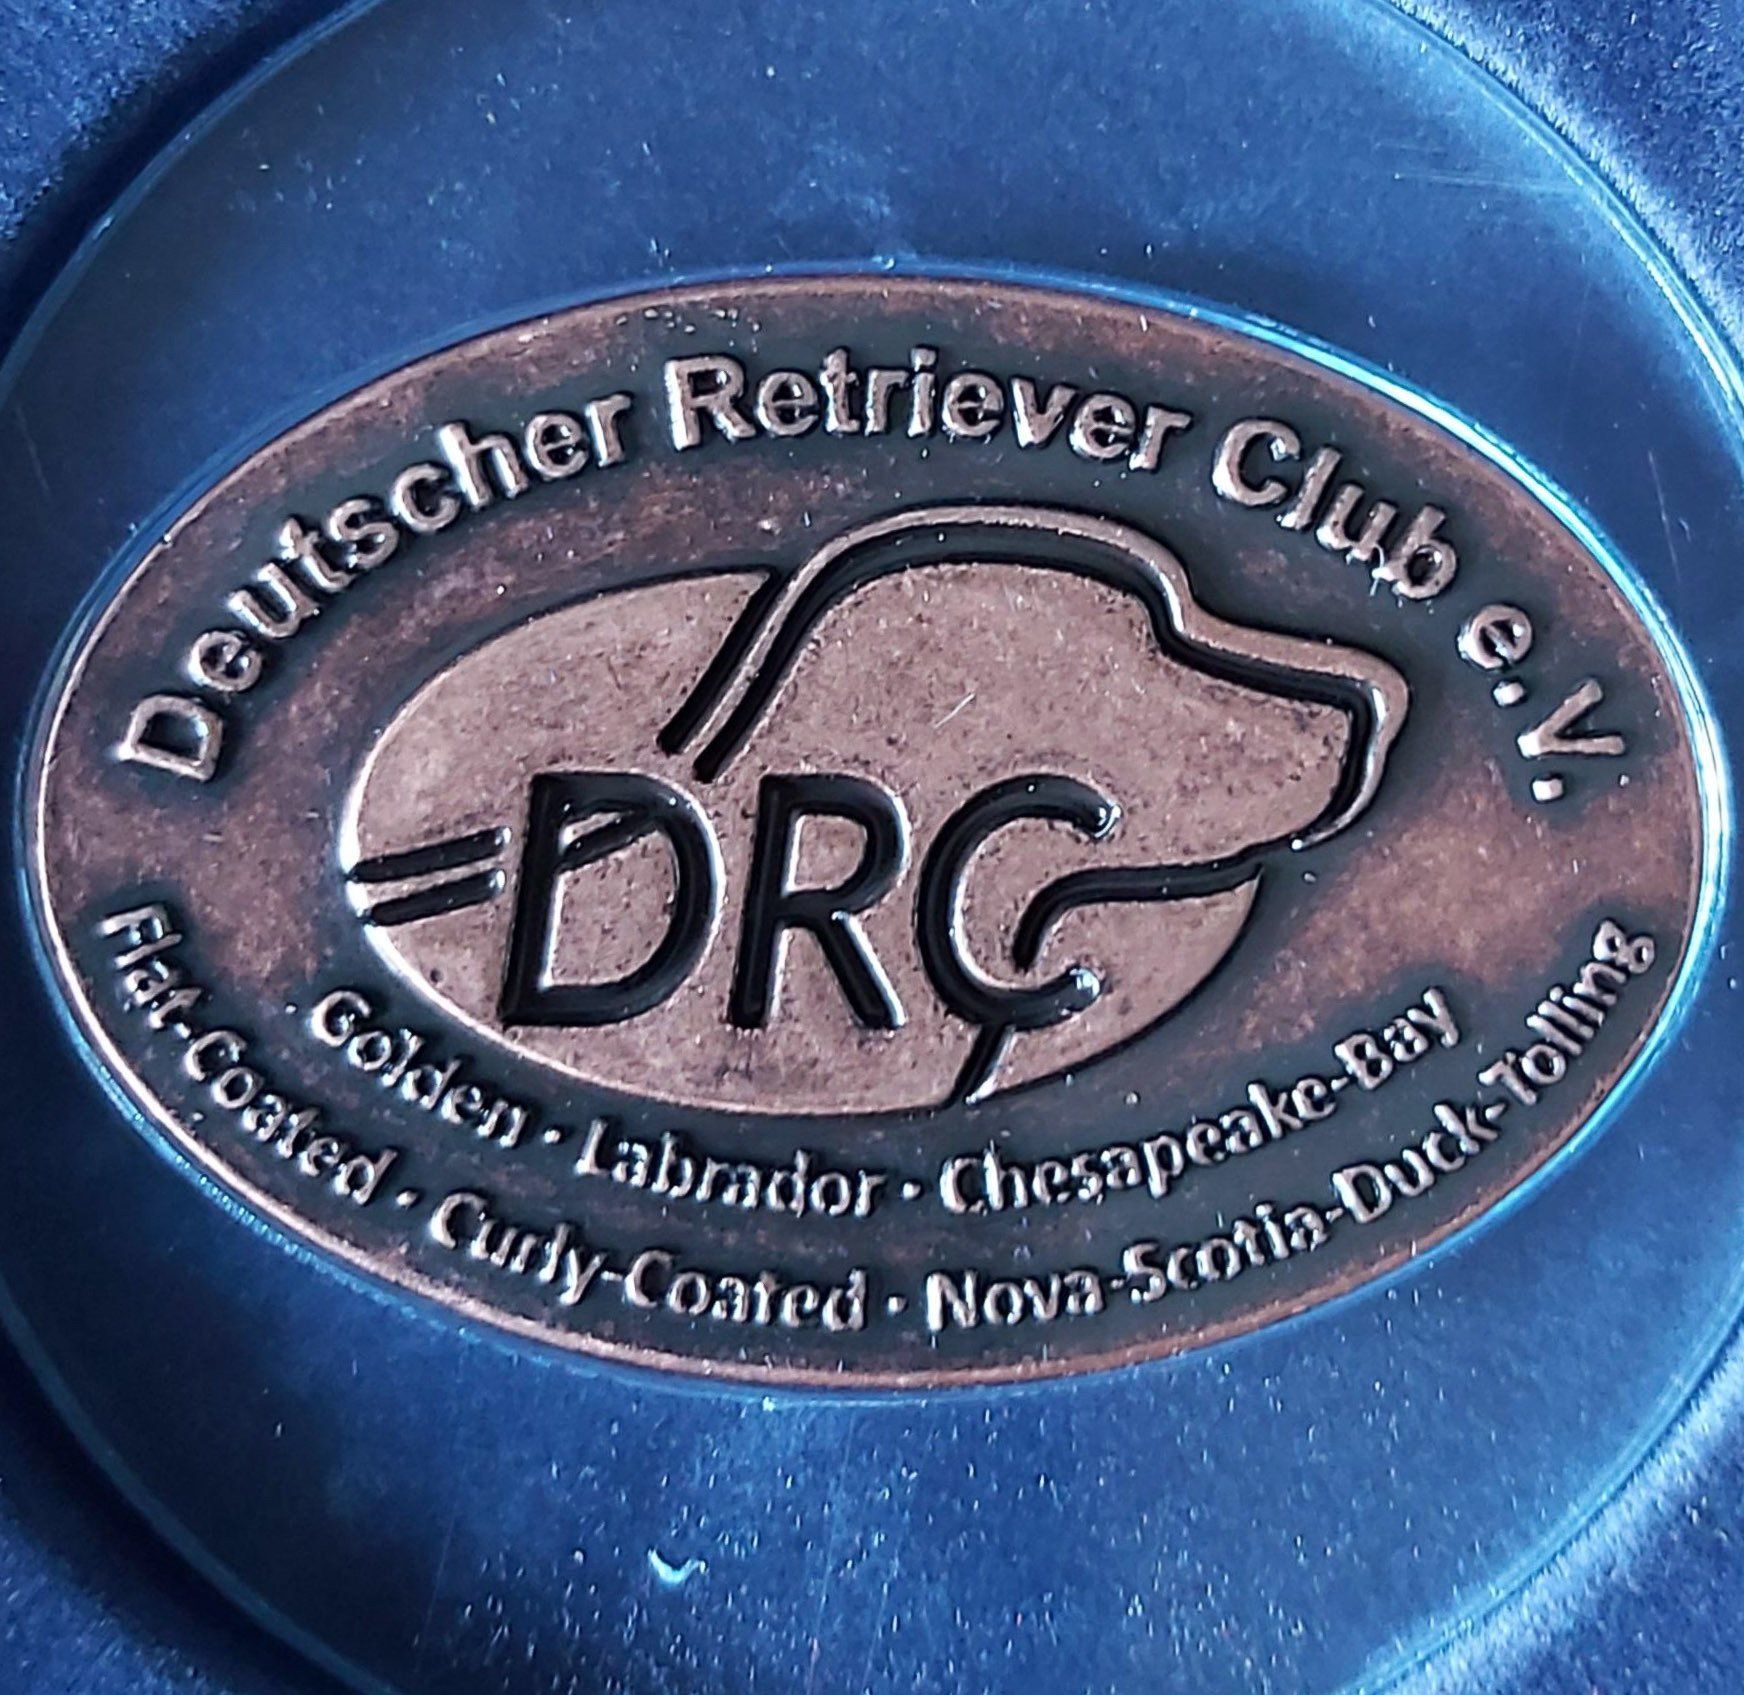 Deutscher Retriever Club e.V.
DRC
Golden · Labrador · Chesapeake-Bay
Flat-Coated · Curly-Coated · Nova-Scotia-Duck-Tolling